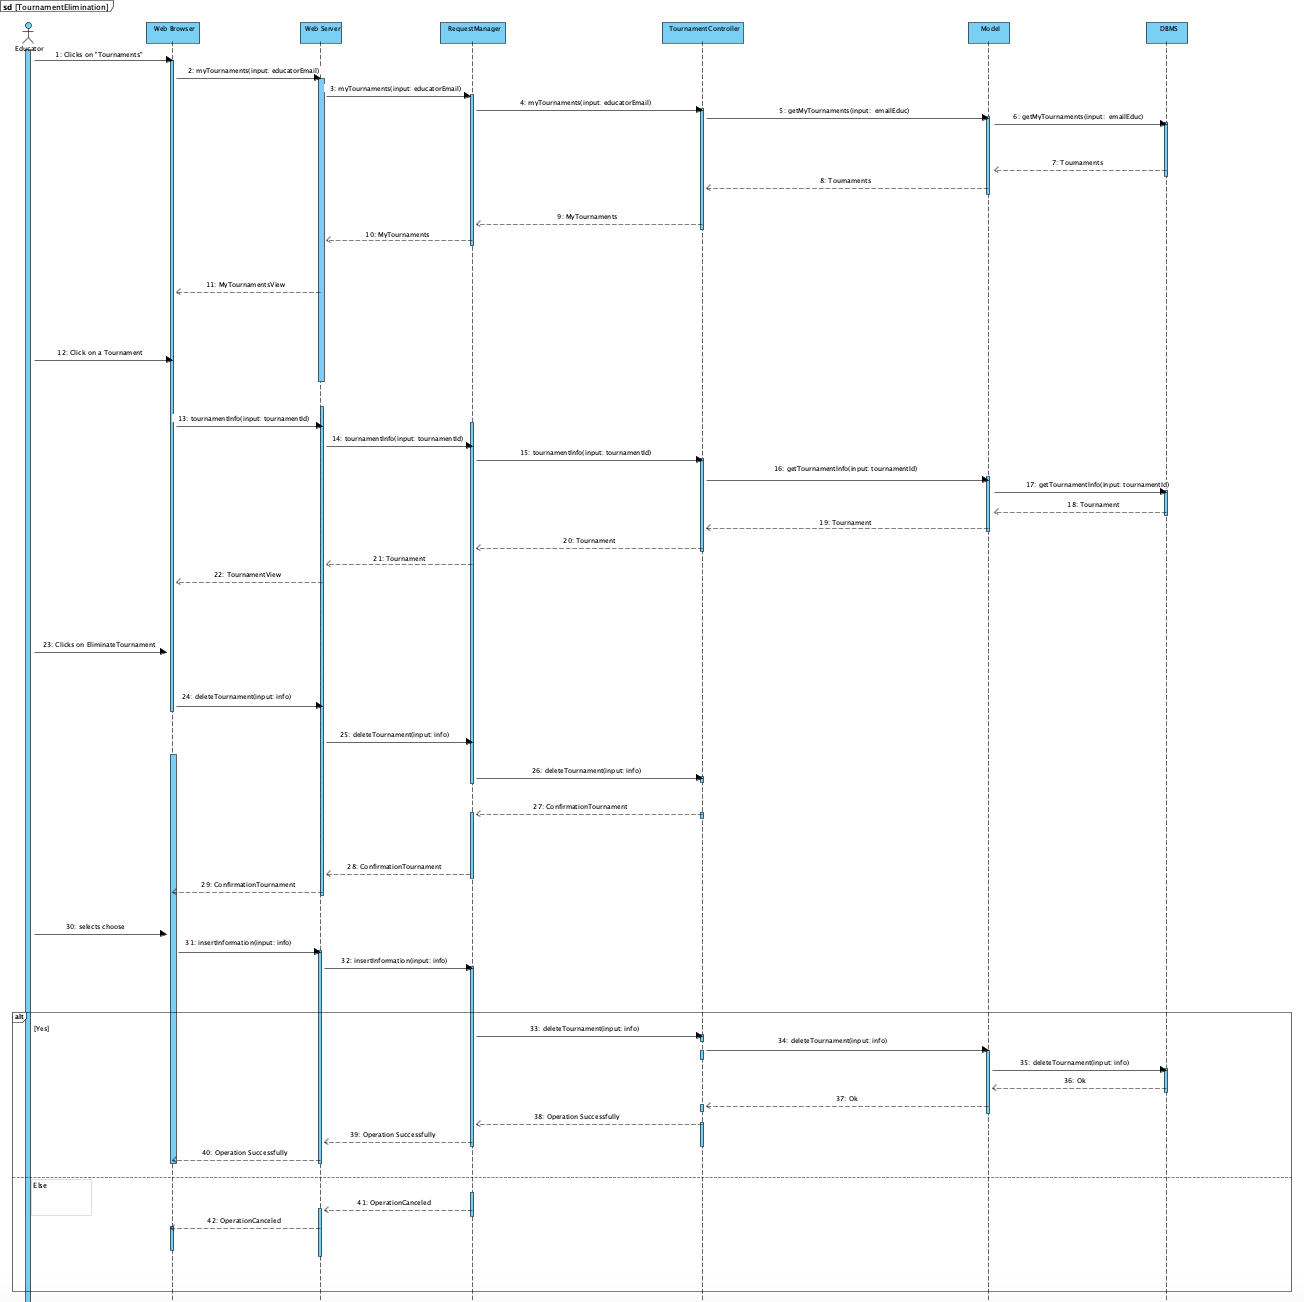 sd [TournamentElimination]
Educator
Web Browser
Web Server
RequestManager
TournamentController
Model
DBMS
1: Clicks on "Tournaments"
2: myTournaments(input: educatorEmail)
3: myTournaments(input: educatorEmail)
4: myTournaments(input: educatorEmail)
5: getMyTournaments(input: emailEduc)
6: getMyTournaments(input: emailEduc)
7: Tournaments
8: Tournaments
9: MyTournaments
10: MyTournaments
11: MyTournamentsView
12: Click on a Tournament
13: tournamentInfo(input: tournamentId)
14: tournamentInfo(input: tournamentId)
15: tournamentInfo(input: tournamentId)
16: getTournamentInfo(input: tournamentId)
17: getTournamentInfo(input: tournamentId)
18: Tournament
19: Tournament
20: Tournament
21: Tournament
22: TournamentView
23: Clicks on EliminateTournament
24: deleteTournament(input: info)
25: deleteTournament(input: info)
26: deleteTournament(input: info)
27: ConfirmationTournament
28: ConfirmationTournament
29: ConfirmationTournament
30: selects choose
31: insertInformation(input: info)
32: insertInformation(input: info)
alt
[Yes]
33: deleteTournament(input: info)
34: deleteTournament(input: info)
35: deleteTournament(input: info)
36: Ok
37: Ok
38: Operation Successfully
39: Operation Successfully
40: Operation Successfully
Else
41: OperationCanceled
42: OperationCanceled